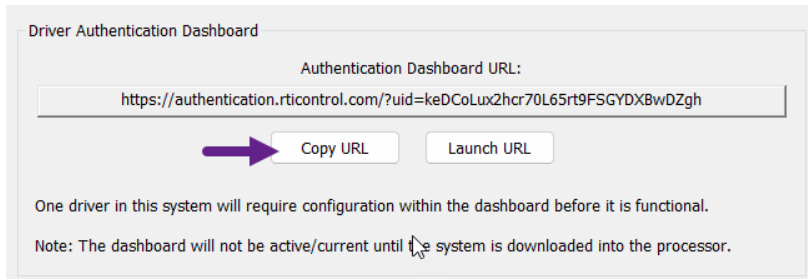 Driver Authentication Dashboard
Authentication Dashboard URL:
https://authentication.rticontrol.com/?uid=keDCoLux2hcr70L65rt9FSGYDXBwDZgh
Copy URL Launch URL
One driver in this system will require configuration within the dashboard before it is functional.
Note: The dashboard will not be active/current until the system is downloaded into the processor.